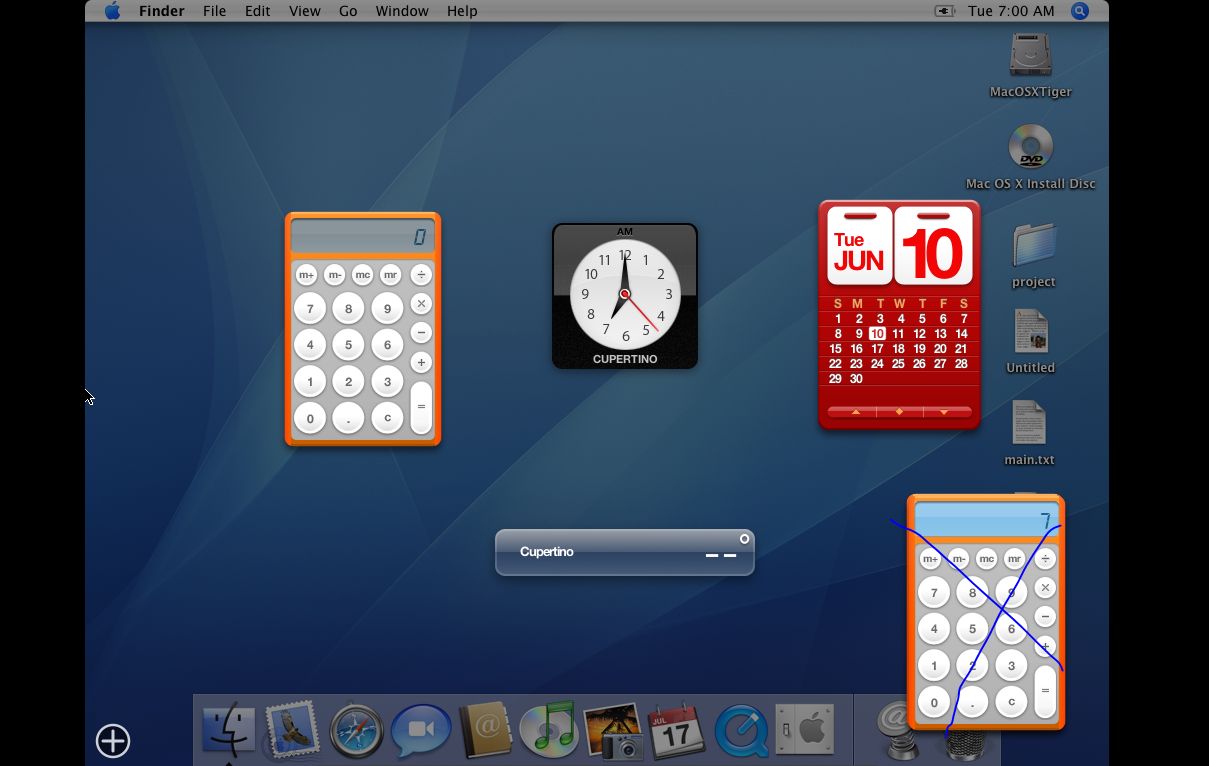 Finder File Edit View Go Window Help Tue 7:00 AM
MacOSXTiger
DVD
Mac OS X Install Disc
project
Untitled
main.txt
0
m+ m- mc mr ÷
7 8 9 ×
4 5 6 −
1 2 3 +
0 . c =
AM
12 1 2 3 4 5 6 7 8 9 10 11
CUPERTINO
Tue
JUN
10
S M T W T F S
1 2 3 4 5 6 7
8 9 10 11 12 13 14
15 16 17 18 19 20 21
22 23 24 25 26 27 28
29 30
Cupertino
7
m+ m- mc mr ÷
7 8 9 ×
4 5 6 −
1 2 3 +
0 . c =
@
JUL
17
@